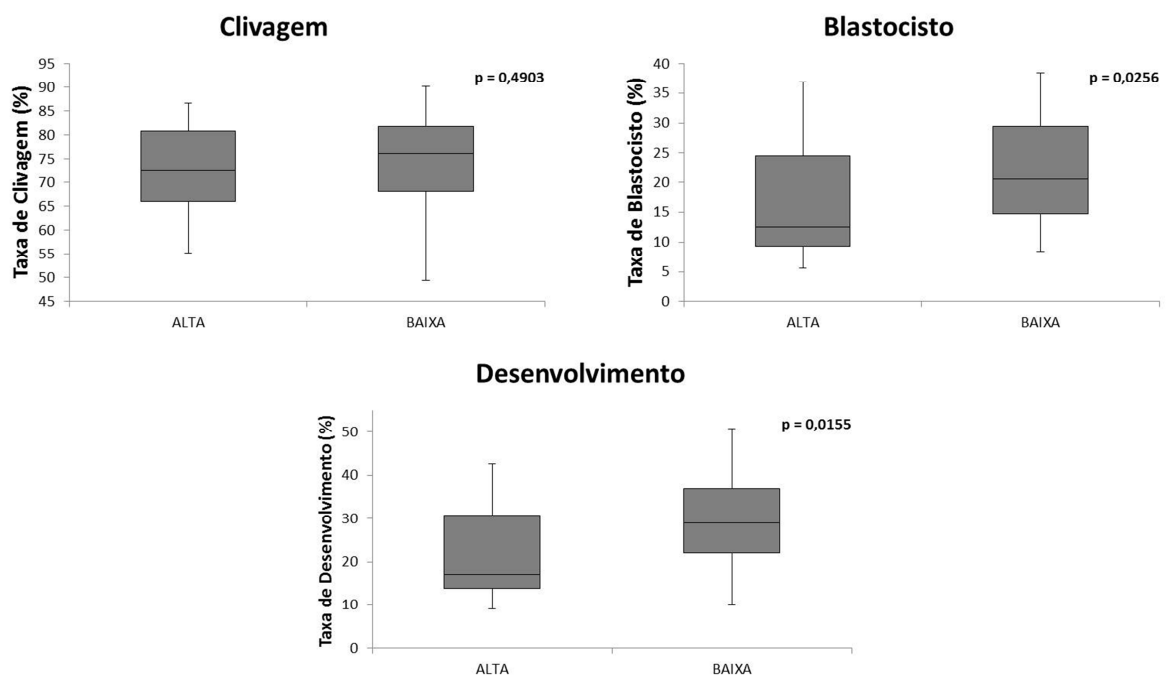 Clivagem
Taxa de Clivagem (%)
95
90
85
80
75
70
65
60
55
50
45
p = 0,4903
ALTA BAIXA
Blastocisto
Taxa de Blastocisto (%)
40
35
30
25
20
15
10
5
0
p = 0,0256
ALTA BAIXA
Desenvolvimento
Taxa de Desenvolvimento (%)
50
40
30
20
10
0
p = 0,0155
ALTA BAIXA